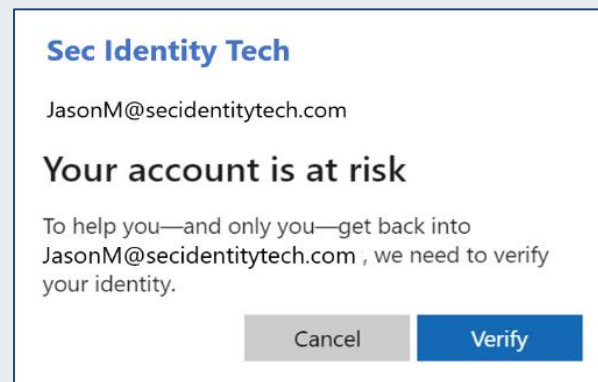 Sec Identity Tech
JasonM@secidentitytech.com
Your account is at risk
To help you—and only you—get back into
JasonM@secidentitytech.com , we need to verify
your identity.
Cancel
Verify